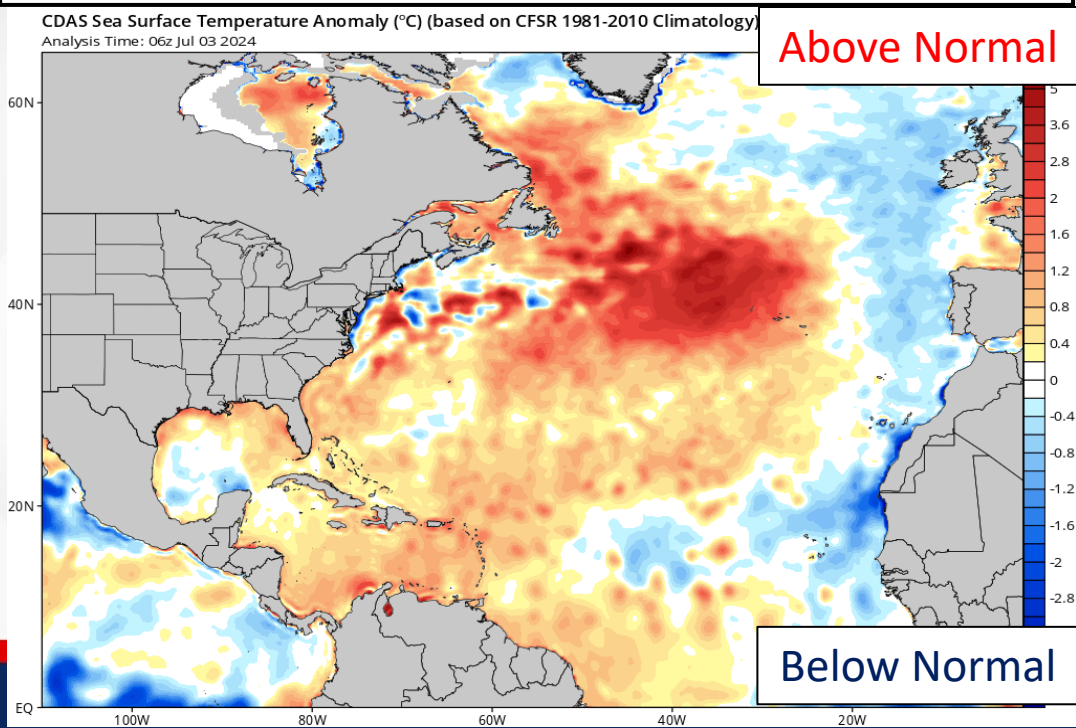 CDAS Sea Surface Temperature Anomaly (°C) (based on CFSR 1981-2010 Climatology)
Analysis Time: 06z Jul 03 2024
Above Normal
60N
40N
20N
EQ
100W
80W
60W
40W
20W
5
3.6
2.8
2
1.6
1.2
0.8
0.4
0
-0.4
-0.8
-1.2
-1.6
-2
-2.8
Below Normal